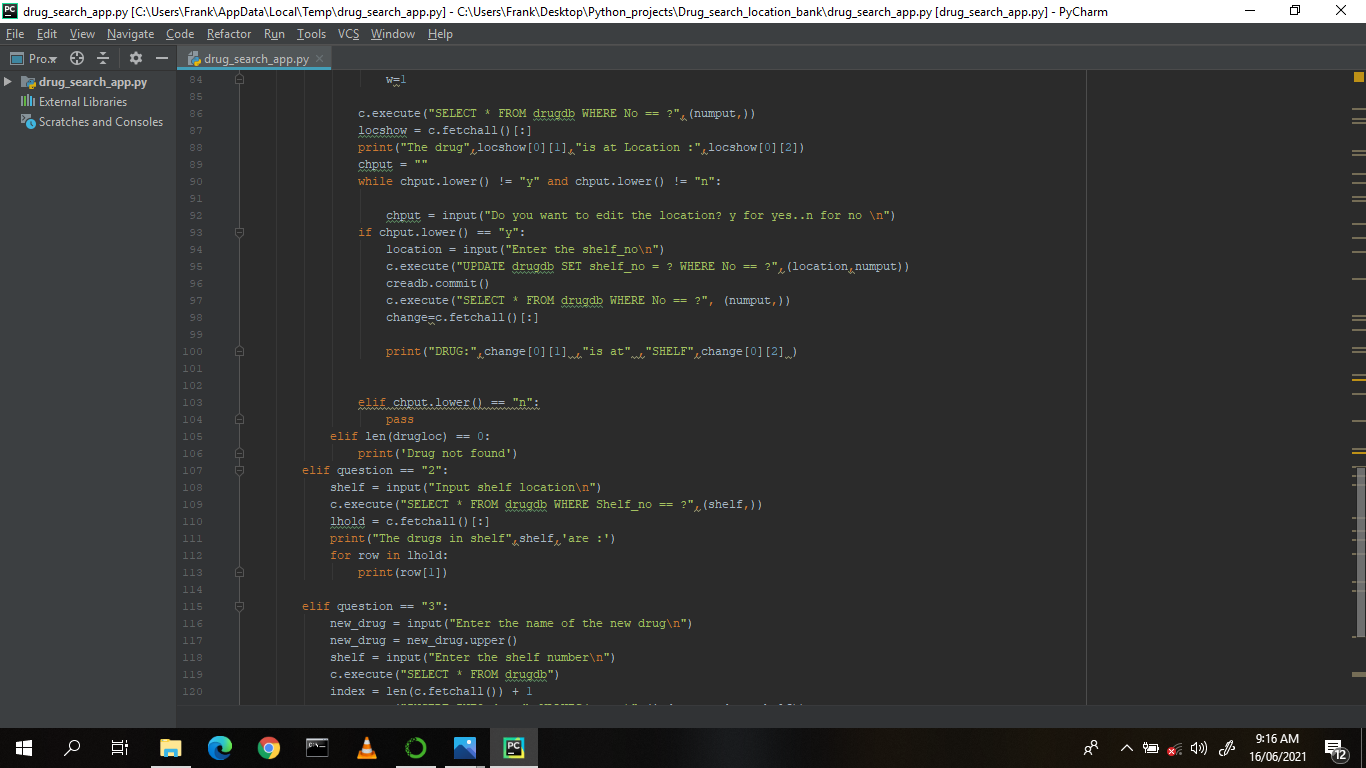 drug_search_app.py [C:\Users\Frank\AppData\Local\Temp\drug_search_app.py] - C:\Users\Frank\Desktop\Python_projects\Drug_search_location_bank\drug_search_app.py [drug_search_app.py] - PyCharm
File Edit View Navigate Code Refactor Run Tools VCS Window Help
Pro..
drug_search_app.py
drug_search_app.py
External Libraries
Scratches and Consoles
84 w=1
85
86 c.execute("SELECT * FROM drugdb WHERE No == ?",(numput,))
87 locshow = c.fetchall()[:]
88 print("The drug",locshow[0][1],"is at Location :",locshow[0][2])
89 chput = ""
90 while chput.lower() != "y" and chput.lower() != "n":
91
92 chput = input("Do you want to edit the location? y for yes..n for no \n")
93 if chput.lower() == "y":
94 location = input("Enter the shelf_no\n")
95 c.execute("UPDATE drugdb SET shelf_no = ? WHERE No == ?",(location,numput))
96 creadb.commit()
97 c.execute("SELECT * FROM drugdb WHERE No == ?", (numput,))
98 change=c.fetchall()[:]
99
100 print("DRUG:",change[0][1] ,"is at" ,"SHELF",change[0][2] )
101
102
103 elif chput.lower() == "n":
104 pass
105 elif len(drugloc) == 0:
106 print('Drug not found')
107 elif question == "2":
108 shelf = input("Input shelf location\n")
109 c.execute("SELECT * FROM drugdb WHERE Shelf_no == ?",(shelf,))
110 lhold = c.fetchall()[:]
111 print("The drugs in shelf",shelf,'are :')
112 for row in lhold:
113 print(row[1])
114
115 elif question == "3":
116 new_drug = input("Enter the name of the new drug\n")
117 new_drug = new_drug.upper()
118 shelf = input("Enter the shelf number\n")
119 c.execute("SELECT * FROM drugdb")
120 index = len(c.fetchall()) + 1
9:16 AM
16/06/2021
12